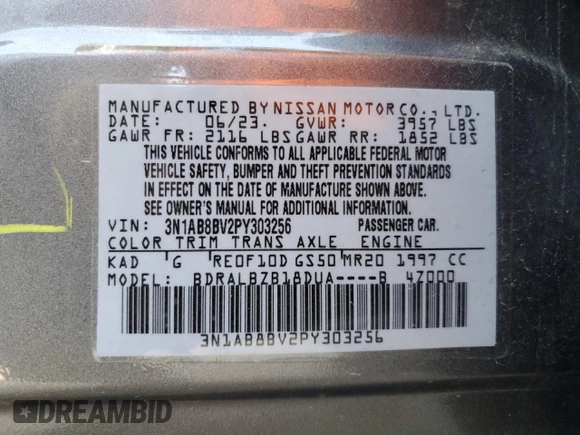 MANUFACTURED BY NISSAN MOTOR CO., LTD.
DATE: 06/23. GVWR: 3957 LBS
GAWR FR: 2116 LBS GAWR RR: 1852 LBS
THIS VEHICLE CONFORMS TO ALL APPLICABLE FEDERAL MOTOR
VEHICLE SAFETY, BUMPER AND THEFT PREVENTION STANDARDS
IN EFFECT ON THE DATE OF MANUFACTURE SHOWN ABOVE.
SEE OWNER'S MANUAL FOR ADDITIONAL INFORMATION.
VIN: 3N1AB8BV2PY303256 PASSENGER CAR.
COLOR TRIM TRANS AXLE ENGINE
KAD G RE0F10D GS50 MR20 1997 CC
MODEL: BDRALBZB18DUA----B 4Z000
3N1AB8BV2PY303256
DREAMBID